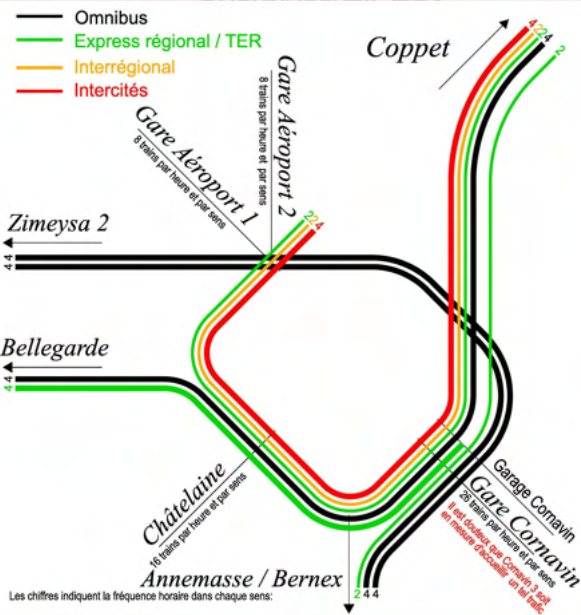 Omnibus
Express régional / TER
Interrégional
Intercités
Coppet
4 2 2 4 2
Gare Aéroport 2
8 trains par heure et par sens
Gare Aéroport 1
8 trains par heure et par sens
2 2 4
Zimeysa 2
4 4
Bellegarde
4 4
Châtelaine
16 trains par heure et par sens
Garage Cornavin
Gare Cornavin
26 trains par heure et par sens
Il est douteux que Cornavin 3 soit
en mesure d'accueillir un tel trafic.
Annemasse / Bernex
2 4 4
Les chiffres indiquent la fréquence horaire dans chaque sens: